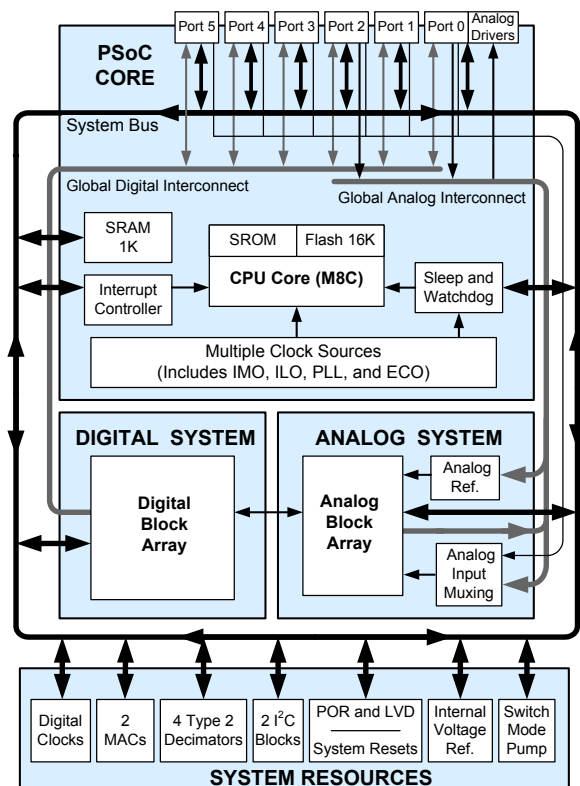 Port 5
Port 4
Port 3
Port 2
Port 1
Port 0
Analog
Drivers
PSoC
CORE
System Bus
Global Digital Interconnect
Global Analog Interconnect
SRAM
1K
SROM
Flash 16K
CPU Core (M8C)
Interrupt
Controller
Sleep and
Watchdog
Multiple Clock Sources
(Includes IMO, ILO, PLL, and ECO)
DIGITAL SYSTEM
Digital
Block
Array
ANALOG SYSTEM
Analog
Block
Array
Analog
Ref.
Analog
Input
Muxing
Digital
Clocks
2
MACs
4 Type 2
Decimators
2 I²C
Blocks
POR and LVD
System Resets
Internal
Voltage
Ref.
Switch
Mode
Pump
SYSTEM RESOURCES